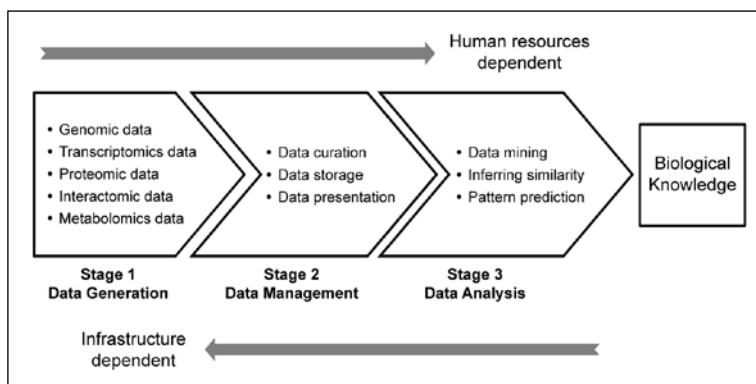 Human resources
dependent
• Genomic data
• Transcriptomics data
• Proteomic data
• Interactomic data
• Metabolomics data
• Data curation
• Data storage
• Data presentation
• Data mining
• Inferring similarity
• Pattern prediction
Biological
Knowledge
Stage 1
Data Generation
Stage 2
Data Management
Stage 3
Data Analysis
Infrastructure
dependent